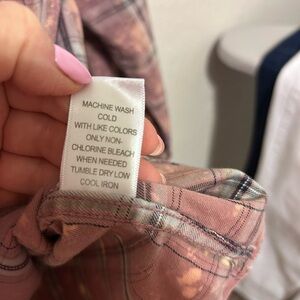 MACHINE WASH
COLD
WITH LIKE COLORS
ONLY NON-
CHLORINE BLEACH
WHEN NEEDED
TUMBLE DRY LOW
COOL IRON